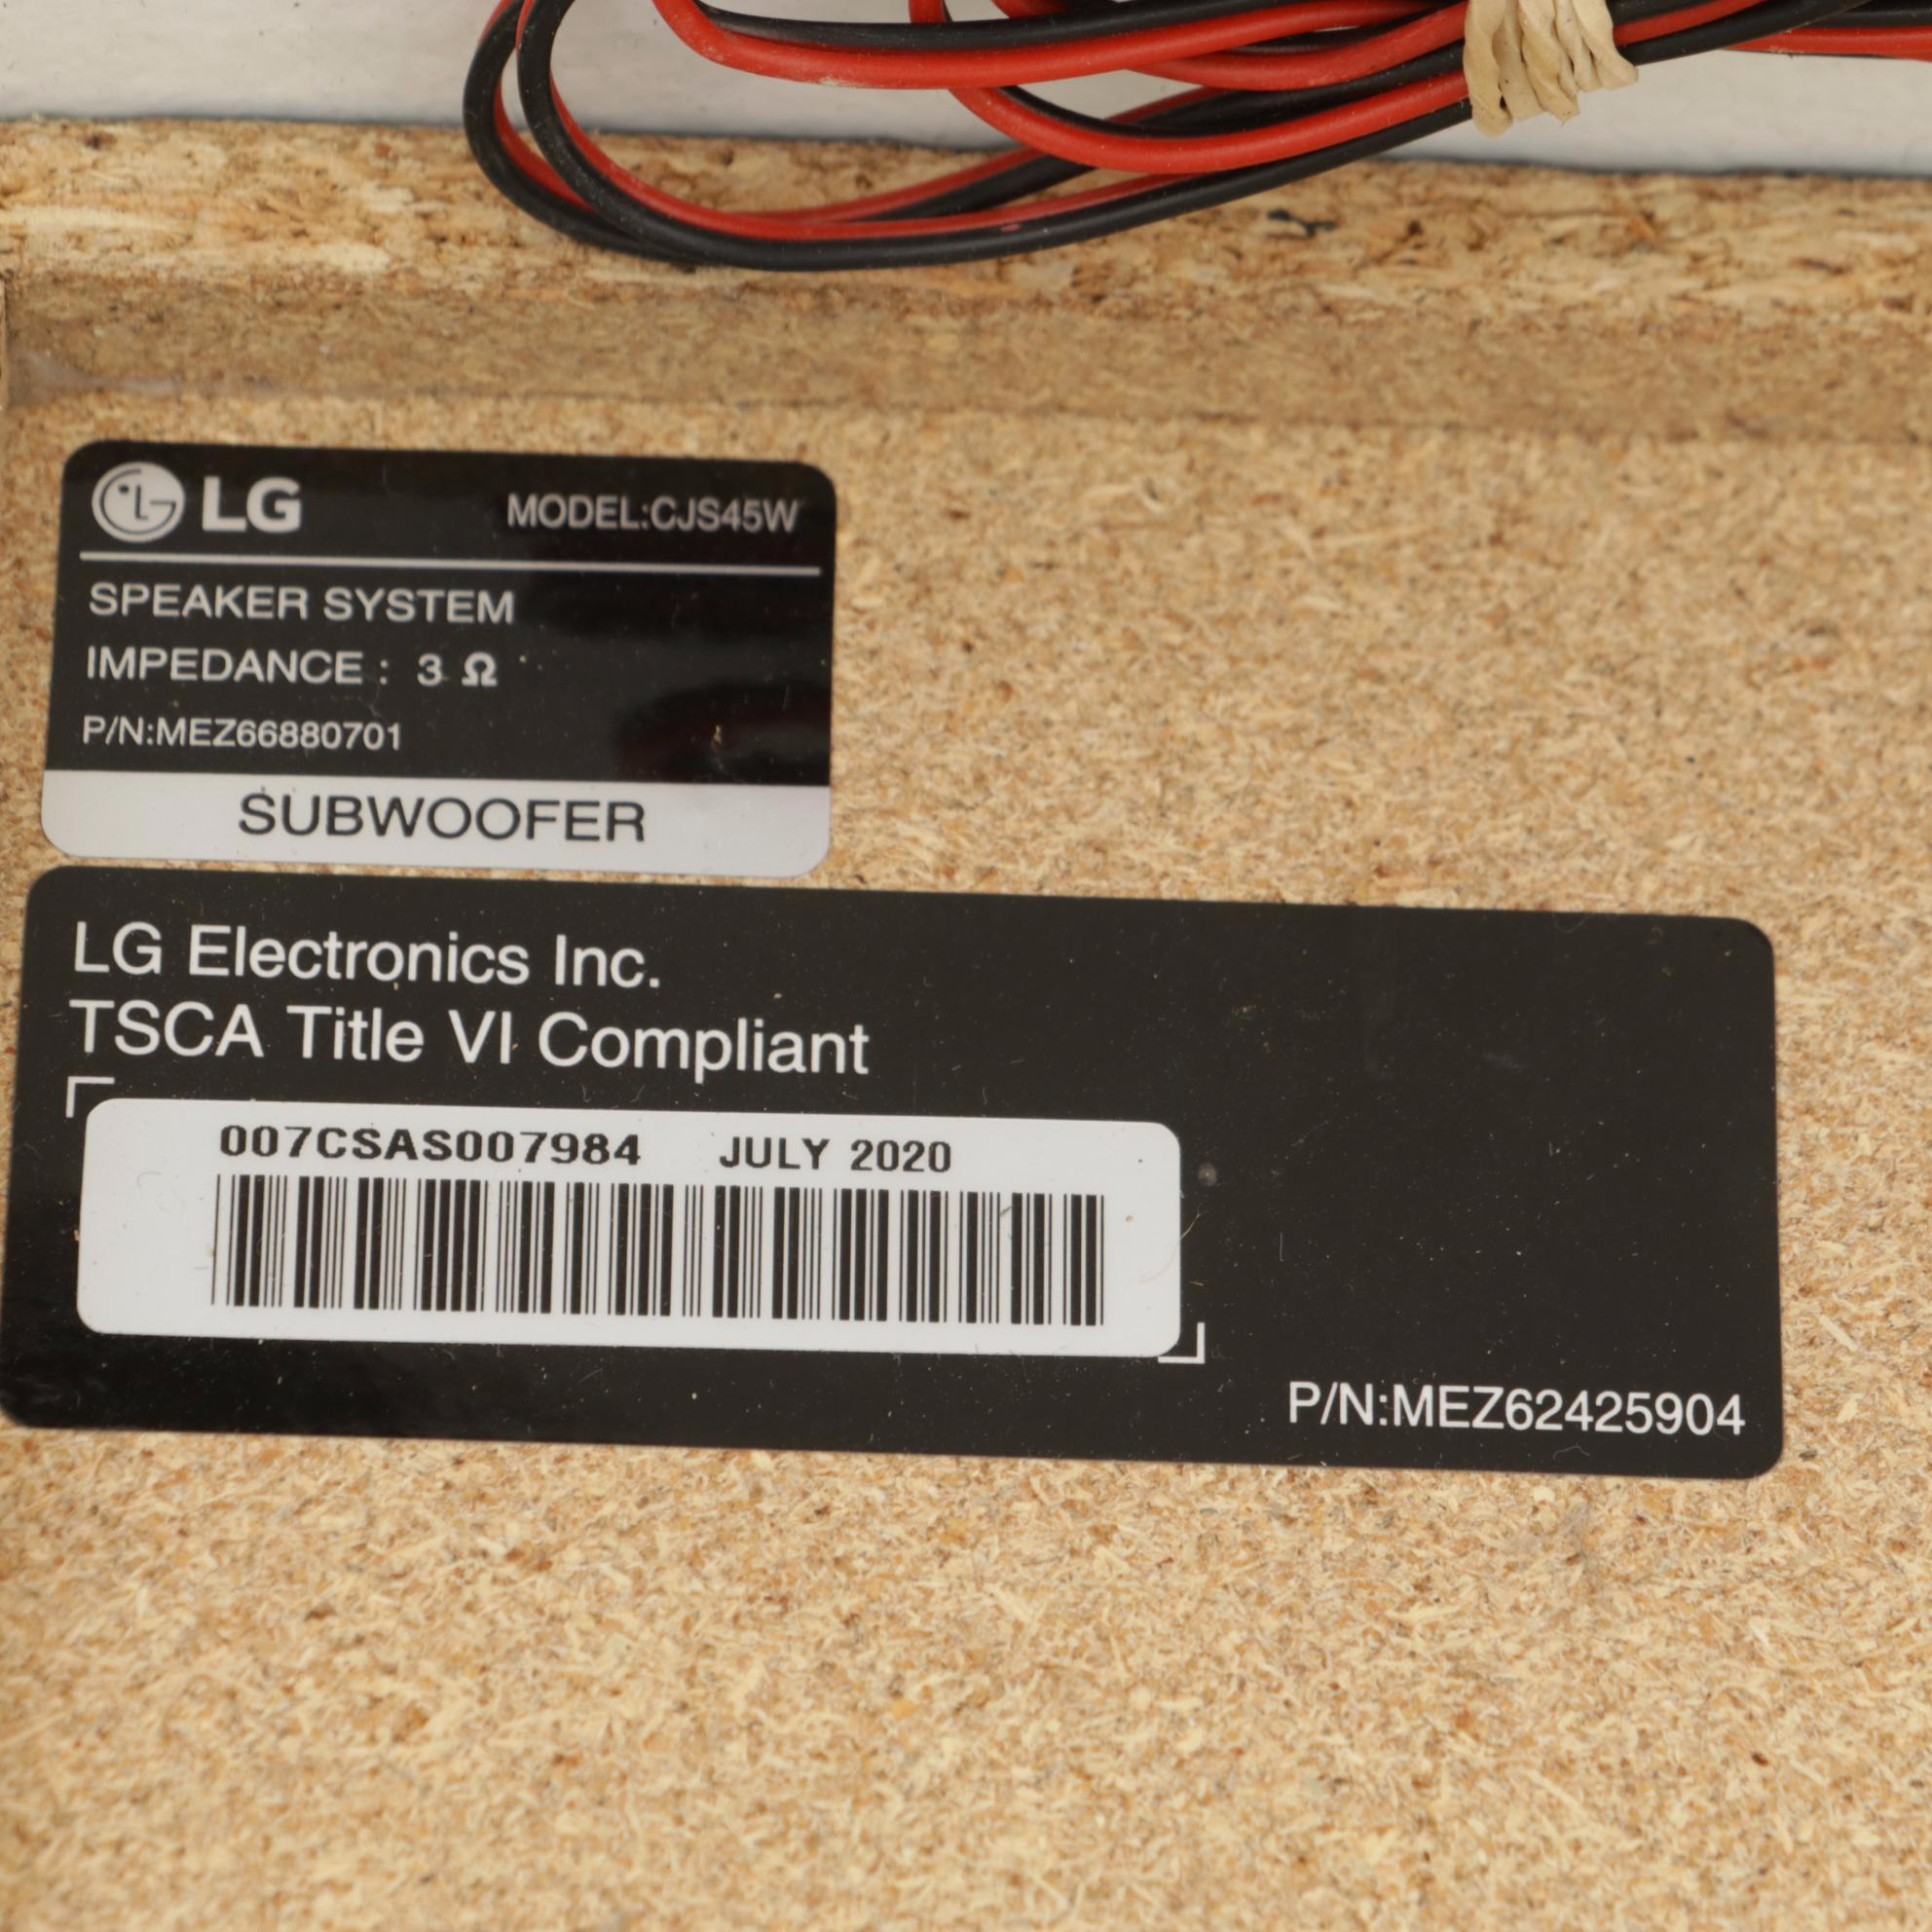 LG MODEL:CJS45W
SPEAKER SYSTEM
IMPEDANCE : 3 Ω
P/N:MEZ66880701
SUBWOOFER
LG Electronics Inc.
TSCA Title VI Compliant
007CSAS007984 JULY 2020
P/N:MEZ62425904